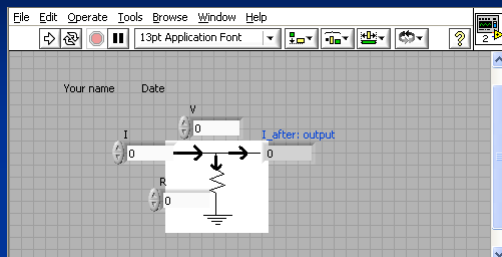 File Edit Operate Tools Browse Window Help
13pt Application Font
? 2
Your name Date
V
0
I I_after: output
0 0
R
0